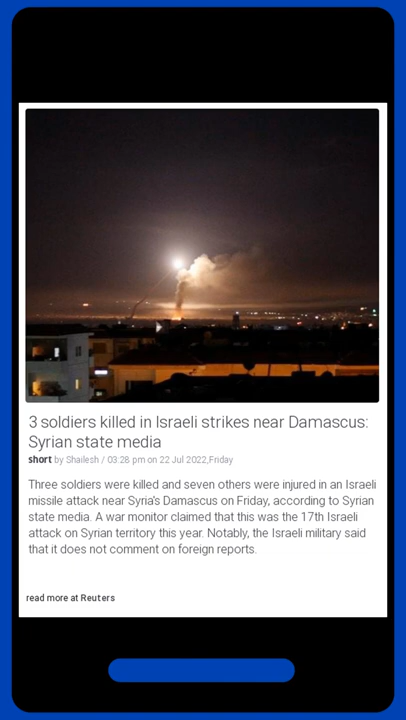 3 soldiers killed in Israeli strikes near Damascus:
Syrian state media
short by Shailesh / 03:28 pm on 22 Jul 2022,Friday
Three soldiers were killed and seven others were injured in an Israeli
missile attack near Syria's Damascus on Friday, according to Syrian
state media. A war monitor claimed that this was the 17th Israeli
attack on Syrian territory this year. Notably, the Israeli military said
that it does not comment on foreign reports.
read more at Reuters